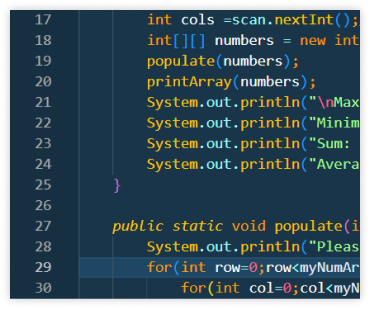 17 int cols =scan.nextInt();
18 int[][] numbers = new int
19 populate(numbers);
20 printArray(numbers);
21 System.out.println("\nMax
22 System.out.println("Minim
23 System.out.println("Sum:
24 System.out.println("Avera
25 }
26
27 public static void populate(i
28 System.out.println("Pleas
29 for(int row=0;row<myNumAr
30 for(int col=0;col<myN